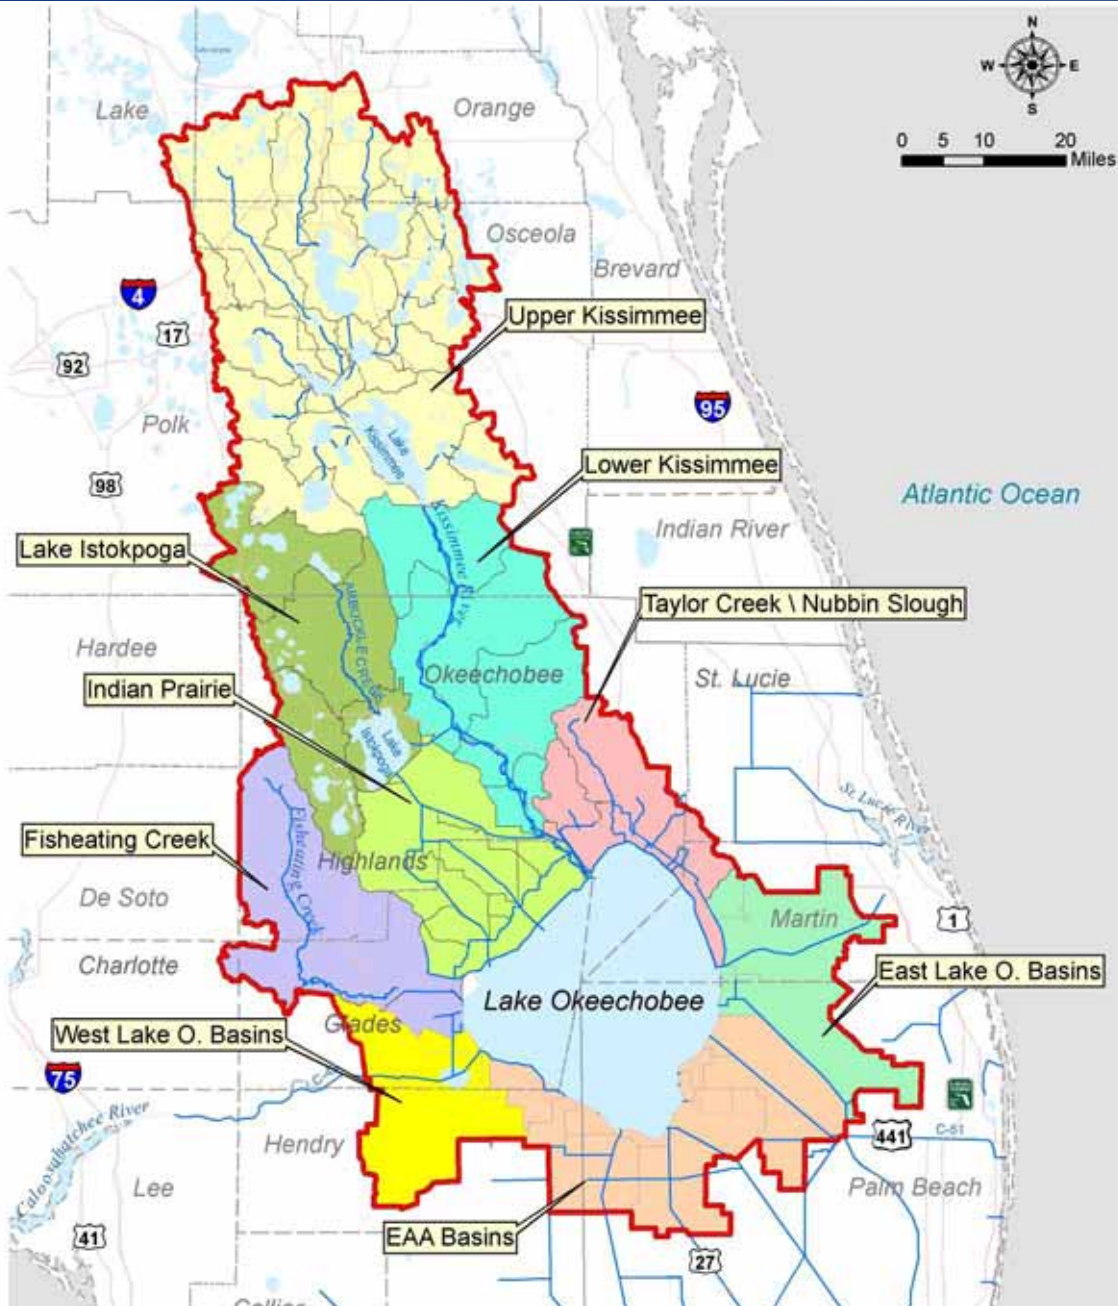 N
W
E
S
0 5 10 20
Miles
Lake
Orange
Osceola
Brevard
4
17
Upper Kissimmee
92
95
Polk
Lake
Kissimmee
Lower Kissimmee
98
Atlantic Ocean
Kissimmee River
Indian River
Lake Istokpoga
ARBUCKLE CREEK
Taylor Creek \ Nubbin Slough
Hardee
Okeechobee
St. Lucie
Indian Prairie
Lake
Istokpoga
St. Lucie River
Fisheating Creek
Fisheating Creek
Highlands
De Soto
Martin
1
Charlotte
East Lake O. Basins
Lake Okeechobee
Glades
West Lake O. Basins
75
Caloosahatchee River
441
C-51
Hendry
Lee
Palm Beach
41
EAA Basins
27
Collier